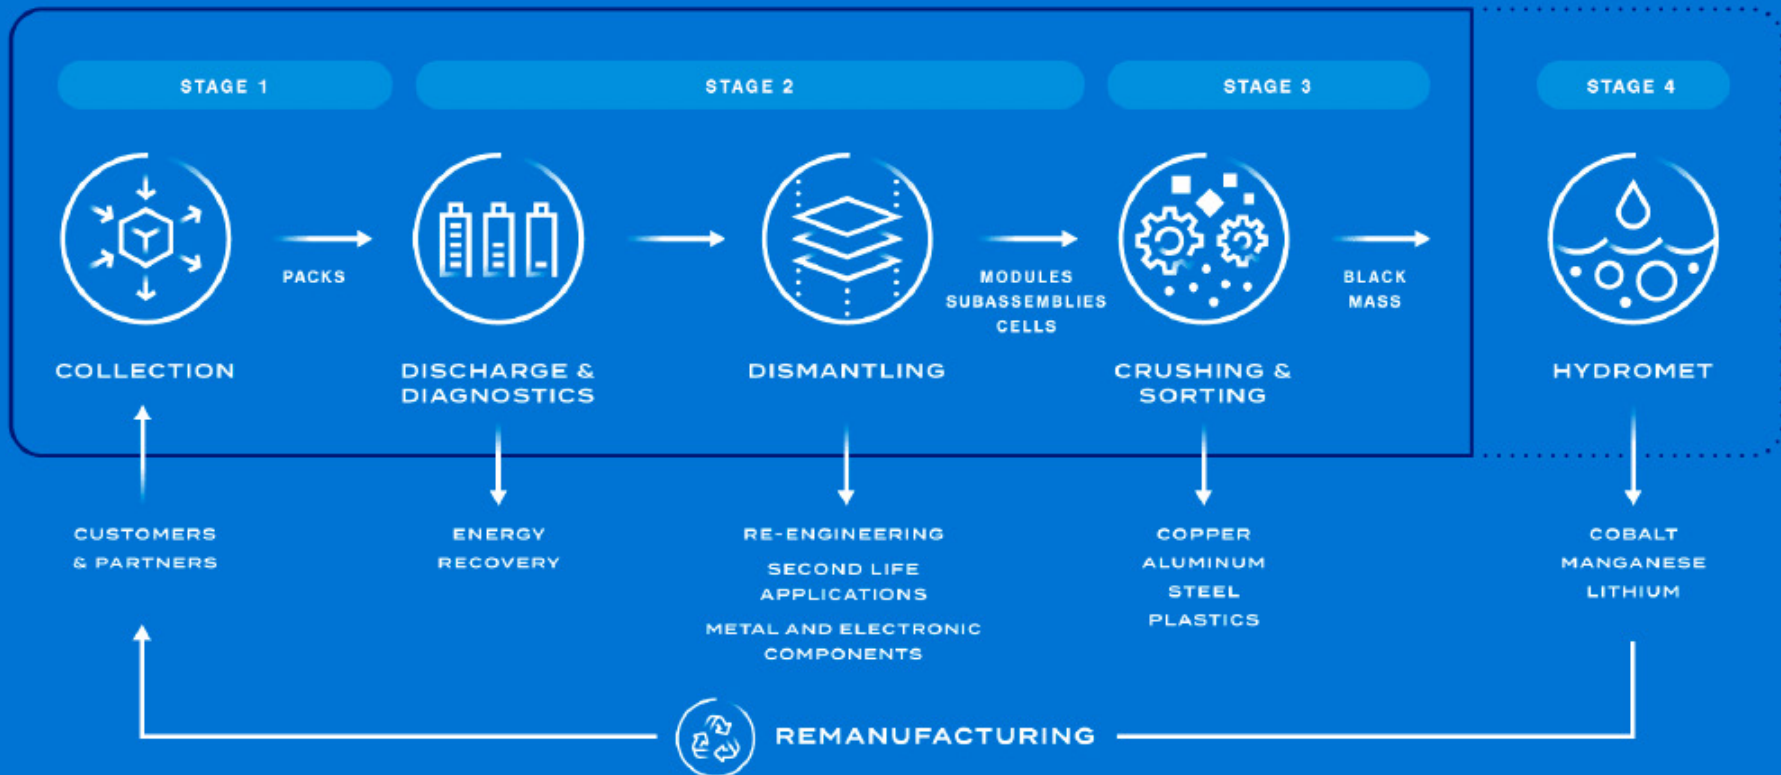 STAGE 1
STAGE 2
STAGE 3
STAGE 4
PACKS
MODULES
SUBASSEMBLIES
CELLS
BLACK
MASS
COLLECTION
DISCHARGE &
DIAGNOSTICS
DISMANTLING
CRUSHING &
SORTING
HYDROMET
CUSTOMERS
& PARTNERS
ENERGY
RECOVERY
RE-ENGINEERING
SECOND LIFE
APPLICATIONS
METAL AND ELECTRONIC
COMPONENTS
COPPER
ALUMINUM
STEEL
PLASTICS
COBALT
MANGANESE
LITHIUM
REMANUFACTURING